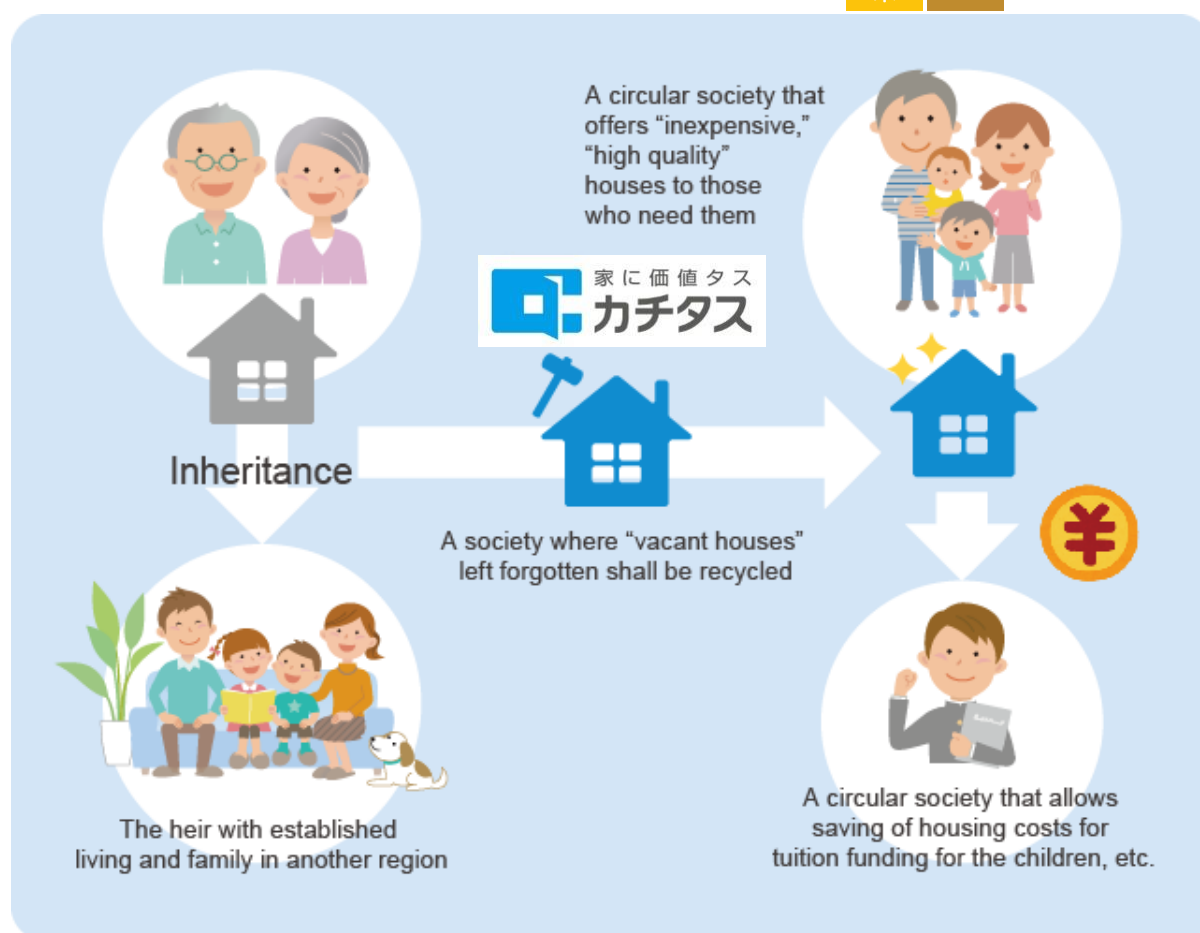 A circular society that
offers “inexpensive,”
“high quality”
houses to those
who need them
家に価値タス
カチタス
Inheritance
A society where “vacant houses”
left forgotten shall be recycled
¥
The heir with established
living and family in another region
A circular society that allows
saving of housing costs for
tuition funding for the children, etc.